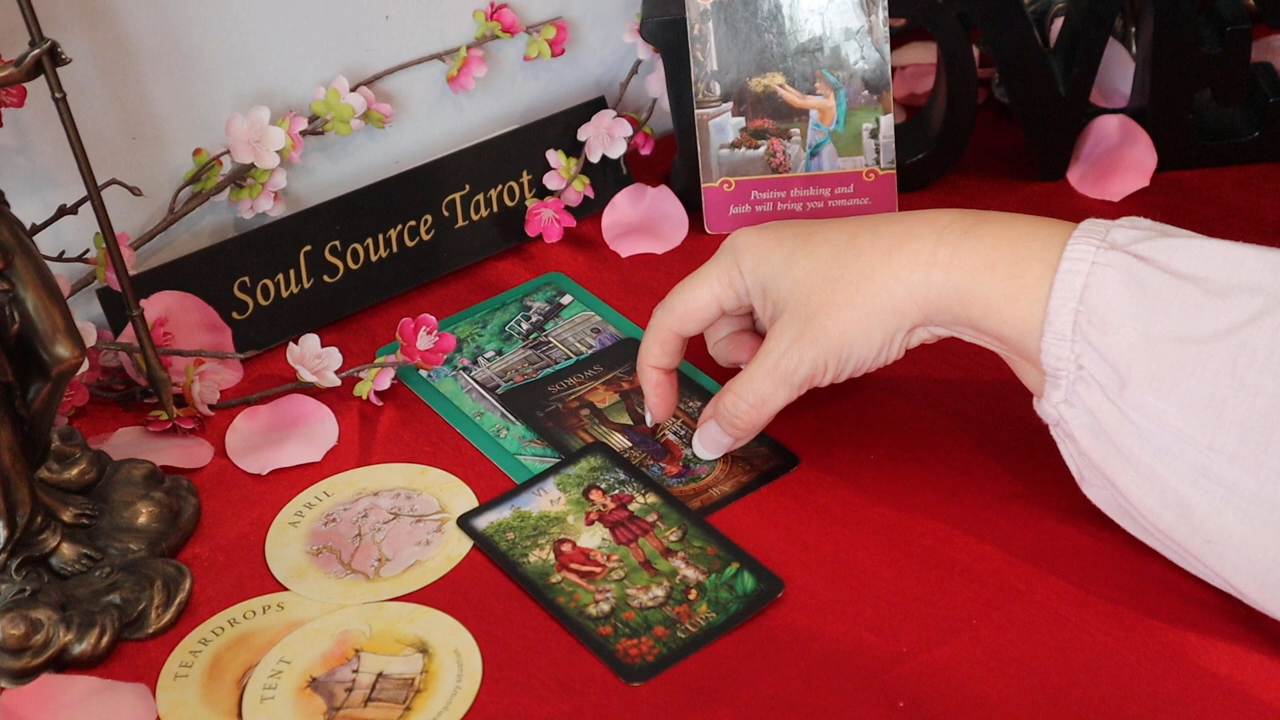 Soul Source Tarot
Positive thinking and
faith will bring you romance.
SWORDS
VI
CUPS
APRIL
TEARDROPS
TENT